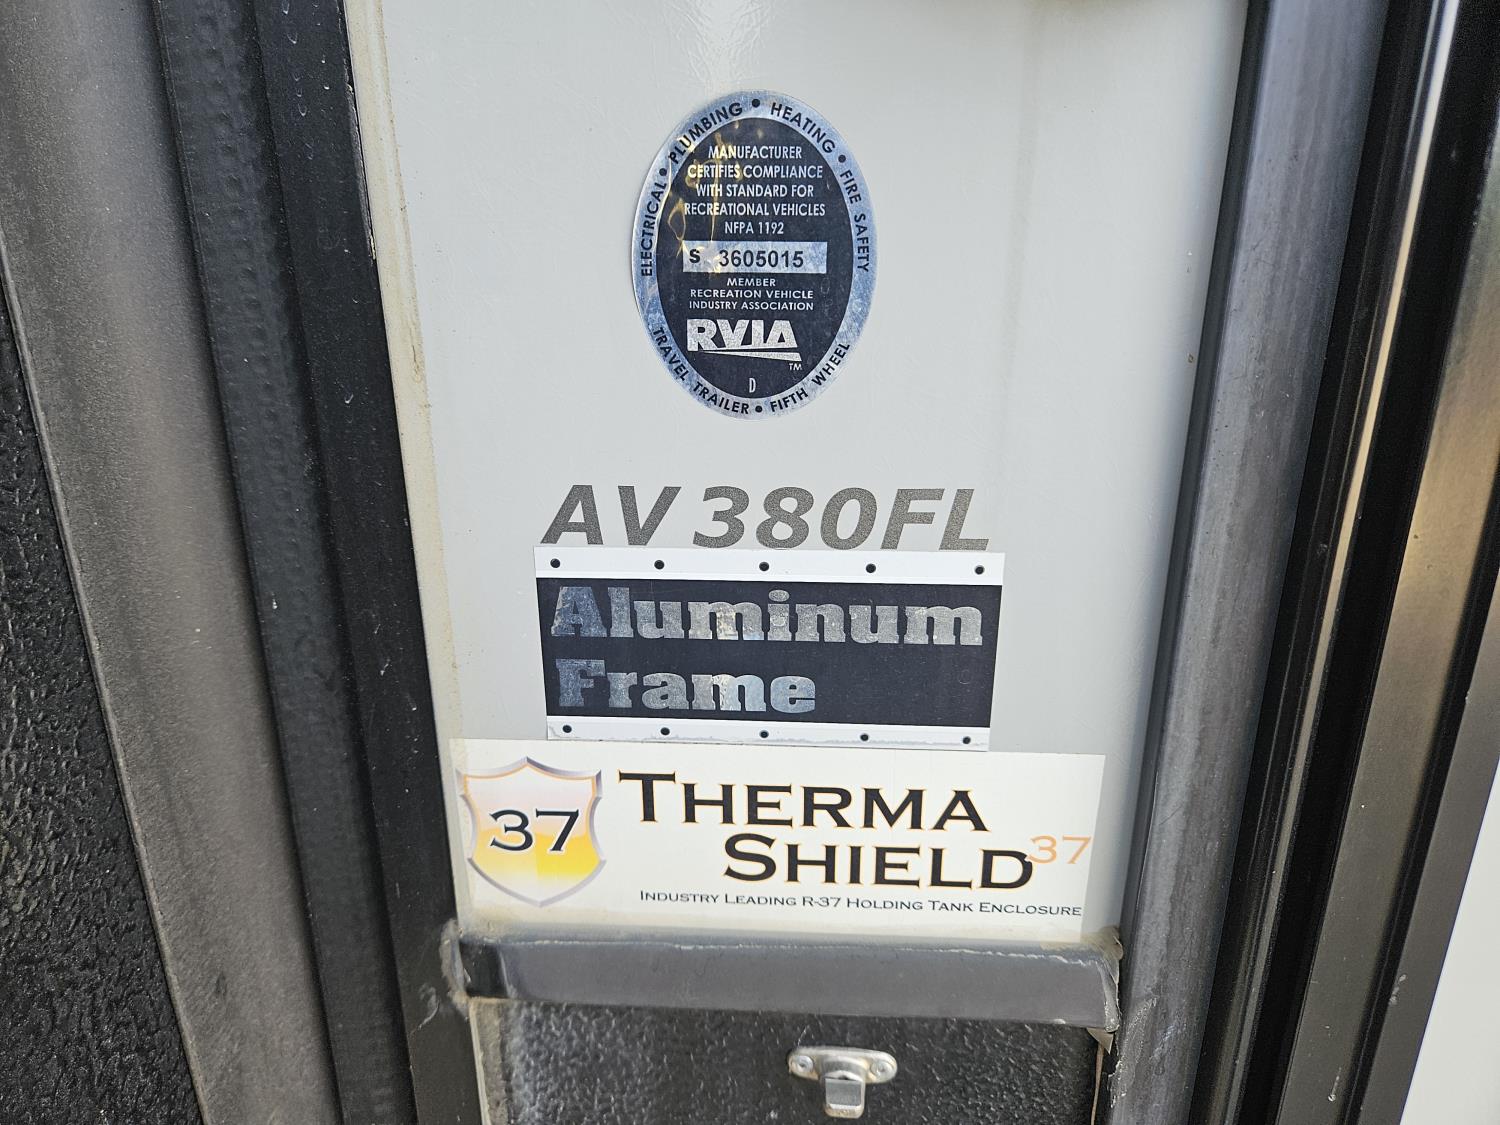 ELECTRICAL • PLUMBING • HEATING • FIRE SAFETY
MANUFACTURER
CERTIFIES COMPLIANCE
WITH STANDARD FOR
RECREATIONAL VEHICLES
NFPA 1192
S 3605015
MEMBER
RECREATION VEHICLE
INDUSTRY ASSOCIATION
RVIA
TM
D
TRAVEL TRAILER • FIFTH WHEEL
AV 380FL
Aluminum
Frame
37
THERMA
SHIELD 37
INDUSTRY LEADING R-37 HOLDING TANK ENCLOSURE